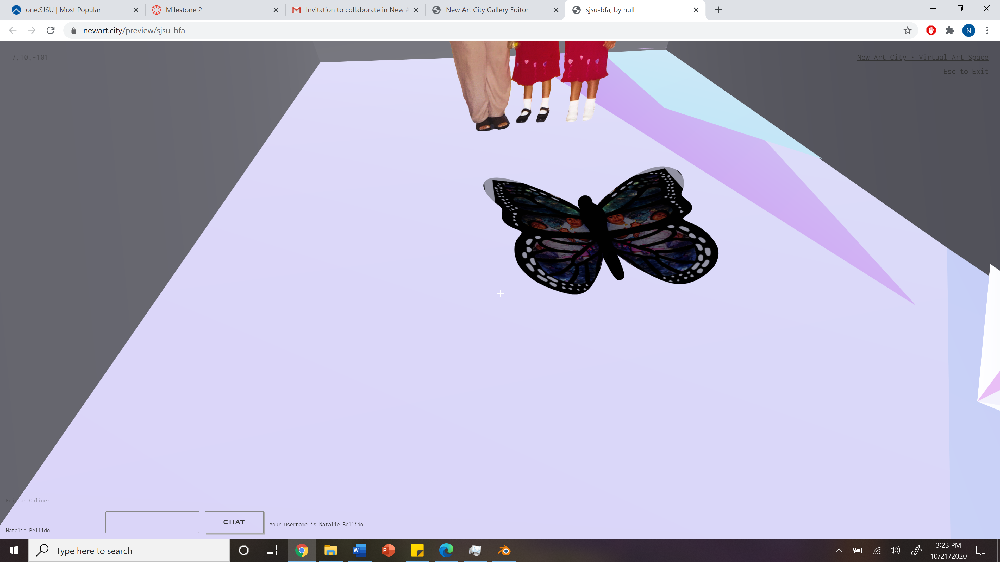 one.SJSU | Most Popular
Milestone 2
Invitation to collaborate in New A
New Art City Gallery Editor
sjsu-bfa, by null
newart.city/preview/sjsu-bfa
N
7,10,-101
New Art City • Virtual Art Space
Esc to Exit
Friends Online:
Natalie Bellido
CHAT
Your username is Natalie Bellido
Type here to search
W
P
3:23 PM
10/21/2020